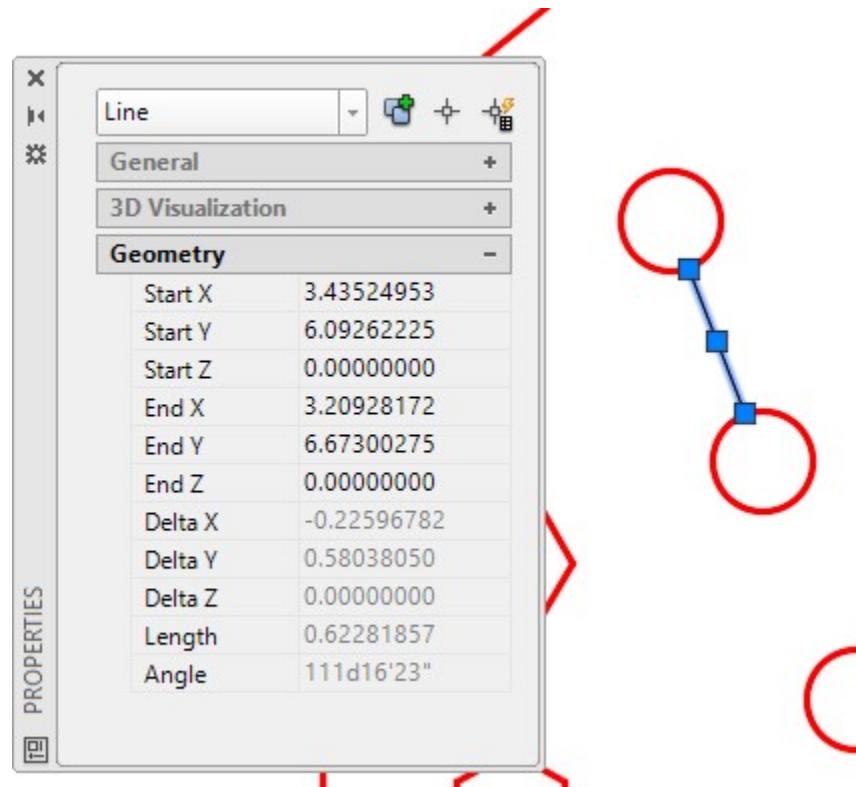 Line
General
3D Visualization
Geometry
Start X 3.43524953
Start Y 6.09262225
Start Z 0.00000000
End X 3.20928172
End Y 6.67300275
End Z 0.00000000
Delta X -0.22596782
Delta Y 0.58038050
Delta Z 0.00000000
Length 0.62281857
Angle 111d16'23"
PROPERTIES